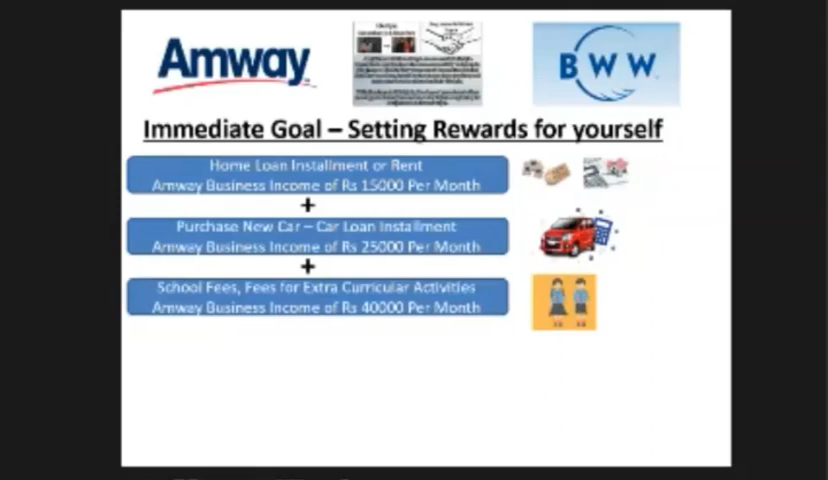 Amway
BWW
Immediate Goal – Setting Rewards for yourself
Home Loan Installment or Rent
Amway Business Income of Rs 15000 Per Month
+
Purchase New Car – Car Loan Installment
Amway Business Income of Rs 25000 Per Month
+
School Fees, Fees for Extra Curricular Activities
Amway Business Income of Rs 40000 Per Month